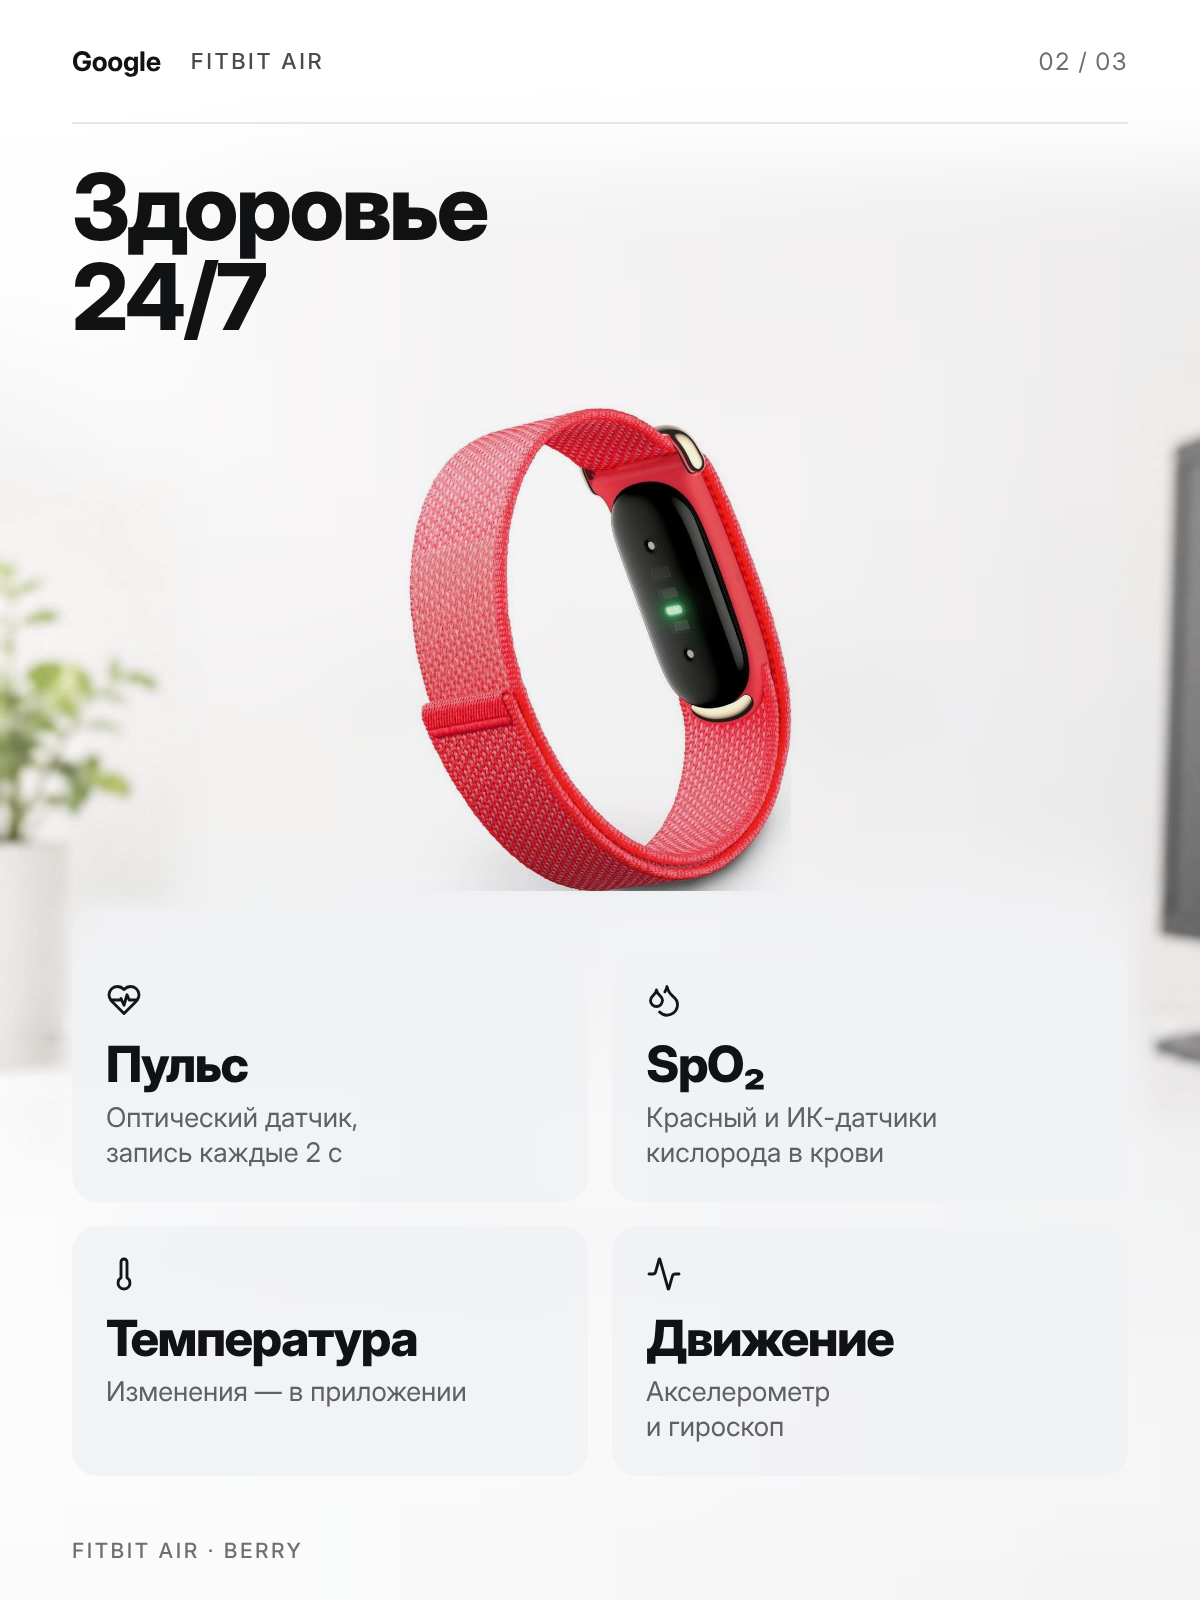 Google FITBIT AIR 02 / 03
Здоровье
24/7
Пульс
Оптический датчик,
запись каждые 2 с
SpO₂
Красный и ИК-датчики
кислорода в крови
Температура
Изменения — в приложении
Движение
Акселерометр
и гироскоп
FITBIT AIR · BERRY